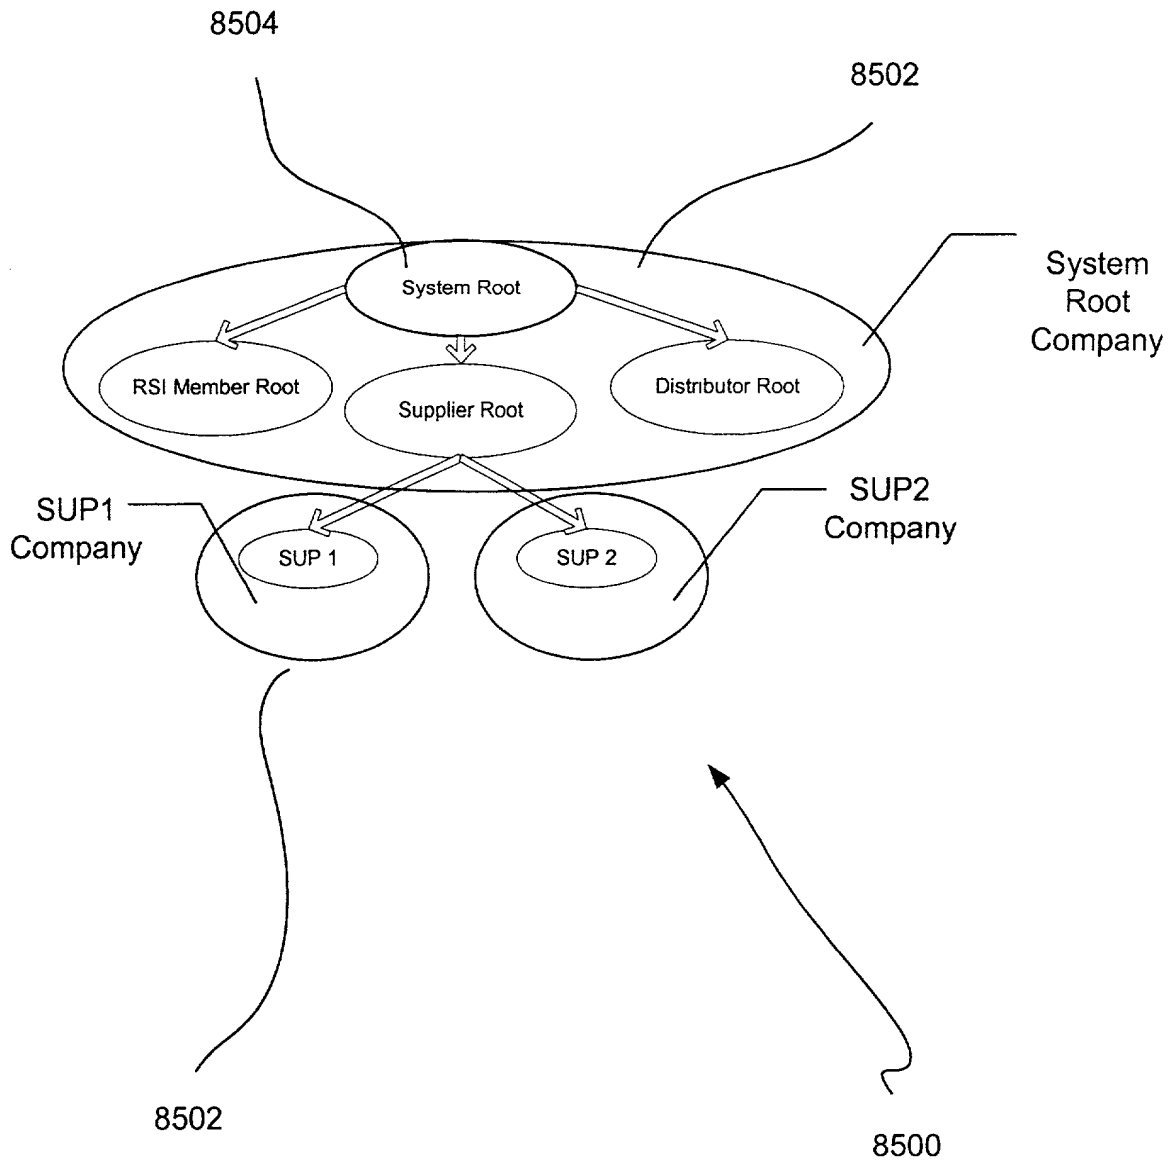 8504
8502
System Root
System
Root
Company
RSI Member Root
Supplier Root
Distributor Root
SUP1
Company
SUP2
Company
SUP 1
SUP 2
8502
8500